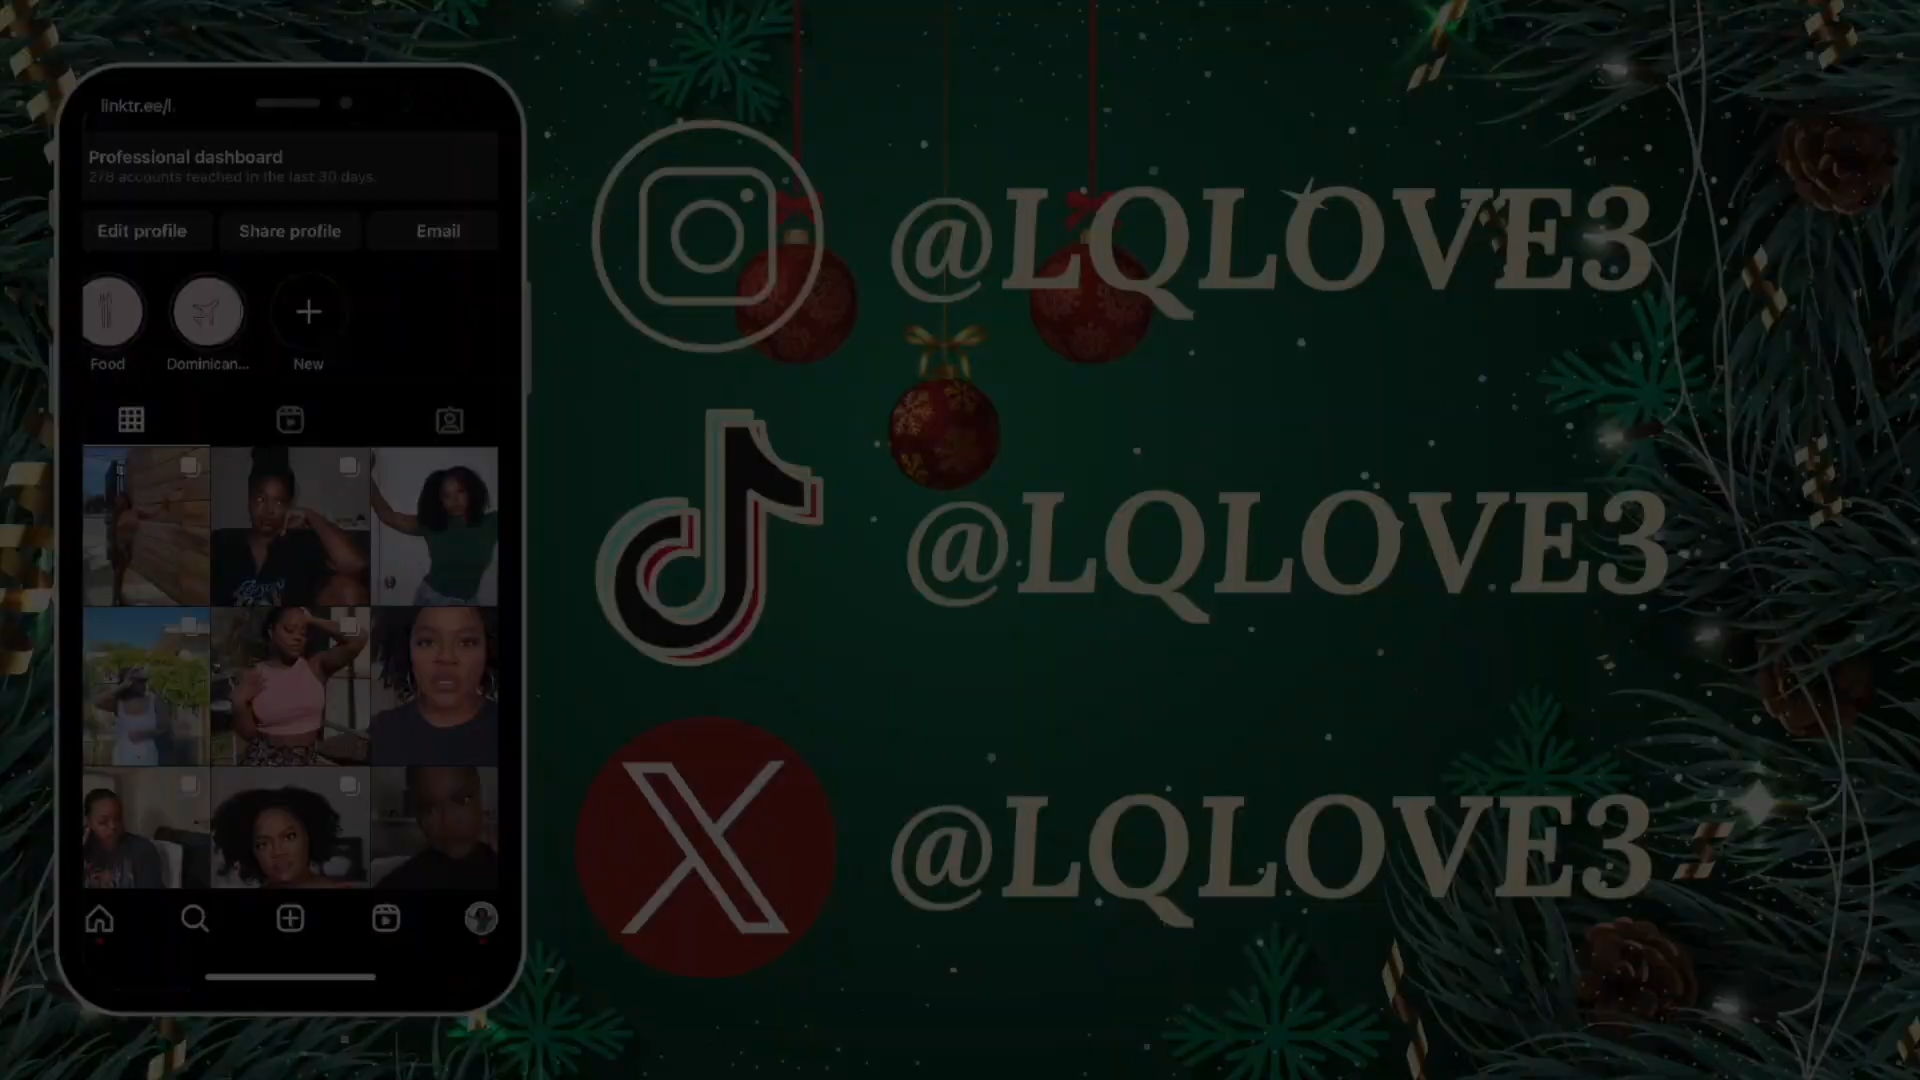 linktr.ee/l
Professional dashboard
278 accounts reached in the last 30 days.
Edit profile
Share profile
Email
Food
Dominican...
New
@LQLOVE3
@LQLOVE3
@LQLOVE3